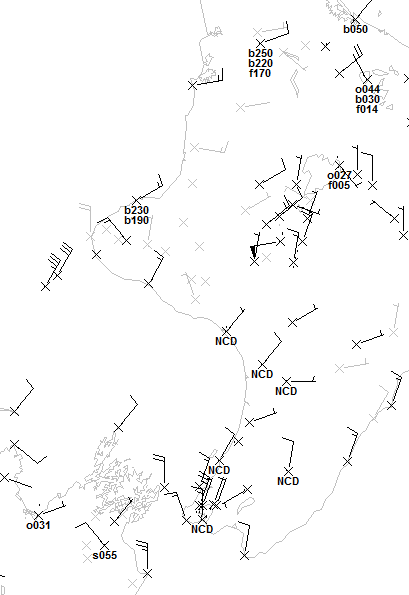 b050
b250
b220
f170
o044
b030
f014
o027
f005
b230
b190
NCD
NCD
NCD
NCD
NCD
NCD
o031
s055